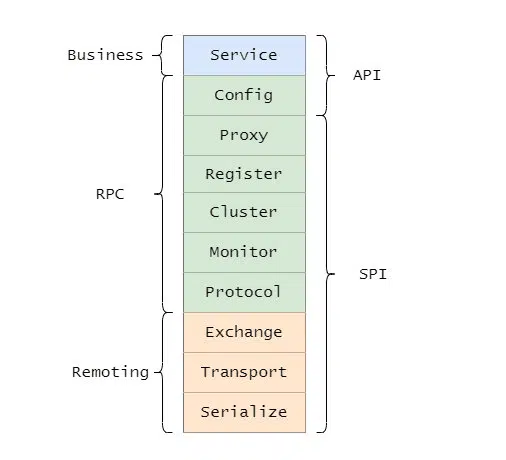 Business
Service
API
Config
Proxy
Register
RPC
Cluster
Monitor
SPI
Protocol
Exchange
Remoting
Transport
Serialize